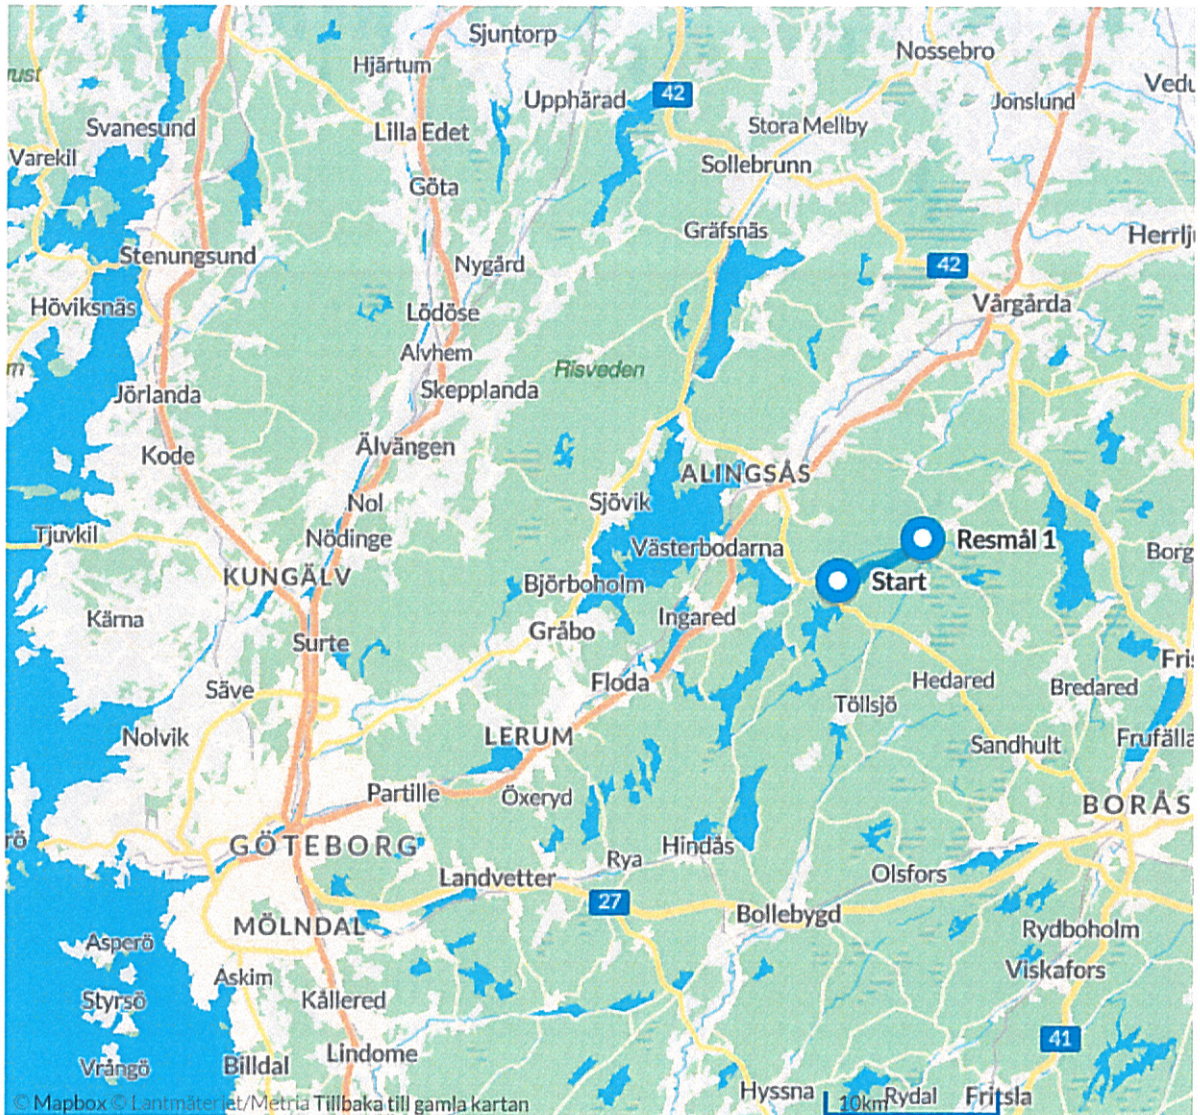 Sjuntorp
Nossebro
Hjärtum
rust
Vedu
Upphärad
42
Jonslund
Svanesund
Lilla Edet
Stora Mellby
Varekil
Sollebrunn
Göta
Gräfsnäs
Herrlju
Stenungsund
Nygård
42
Höviksnäs
Lödöse
Vårgårda
Alvhem
Risveden
m
Skepplanda
Jörlanda
Älvängen
Kode
ALINGSÅS
Nol
Sjövik
Tjuvkil
Nödinge
Västerbodarna
Resmål 1
Borg
KUNGÄLV
Björboholm
Start
Kärna
Ingared
Gråbo
Surte
Fris
Säve
Floda
Hedared
Bredared
Töllsjö
Nolvik
LERUM
Sandhult
Frufälla
Partille
Öxeryd
BORÅS
rö
GÖTEBORG
Hindås
Rya
Landvetter
Olsfors
27
Bollebygd
MÖLNDAL
Rydboholm
Asperö
Askim
Viskafors
Styrsö
Kållered
41
Vrångö
Billdal
Lindome
Hyssna
Rydal
Fritsla
© Mapbox © Lantmäteriet/Metria Tillbaka till gamla kartan
10km